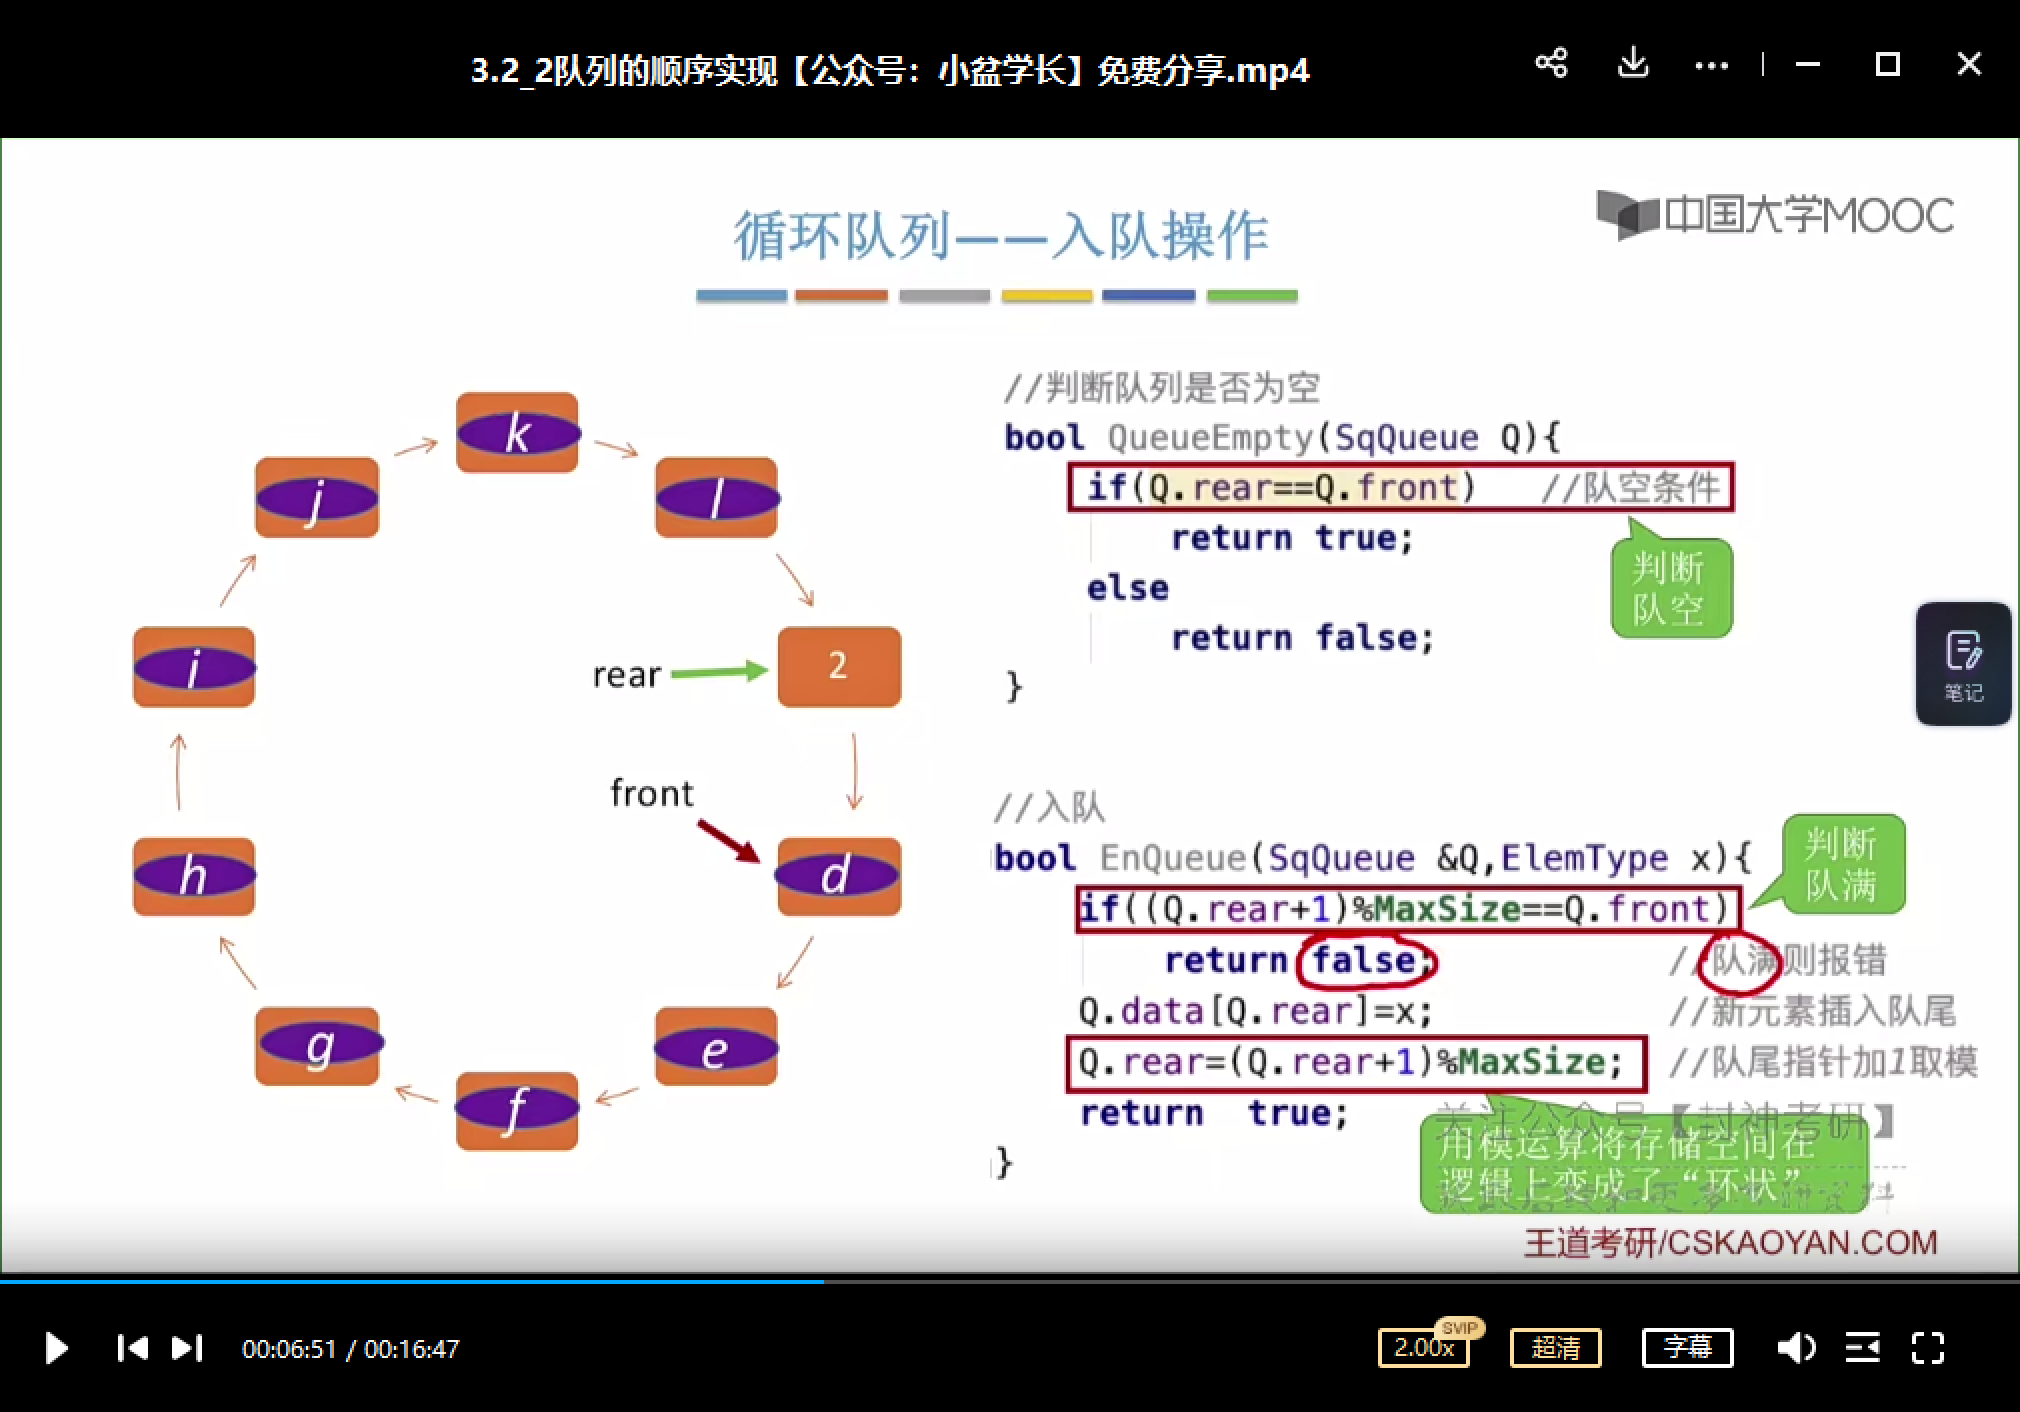 3.2_2队列的顺序实现【公众号：小盆学长】免费分享.mp4
中国大学MOOC
循环队列——入队操作
k
j
l
i
2
rear
front
h
d
g
e
f
//判断队列是否为空
bool QueueEmpty(SqQueue Q){
if(Q.rear==Q.front) //队空条件
return true;
else
return false;
}
判断
队空
笔记
//入队
bool EnQueue(SqQueue &Q,ElemType x){
if((Q.rear+1)%MaxSize==Q.front)
return false; //队满则报错
Q.data[Q.rear]=x; //新元素插入队尾
Q.rear=(Q.rear+1)%MaxSize; //队尾指针加1取模
return true;
}
判断
队满
关注公众号【封神考研】
用模运算将存储空间在
逻辑上变成了“环状”
王道考研/CSKAOYAN.COM
00:06:51 / 00:16:47
2.00x
SVIP
超清
字幕